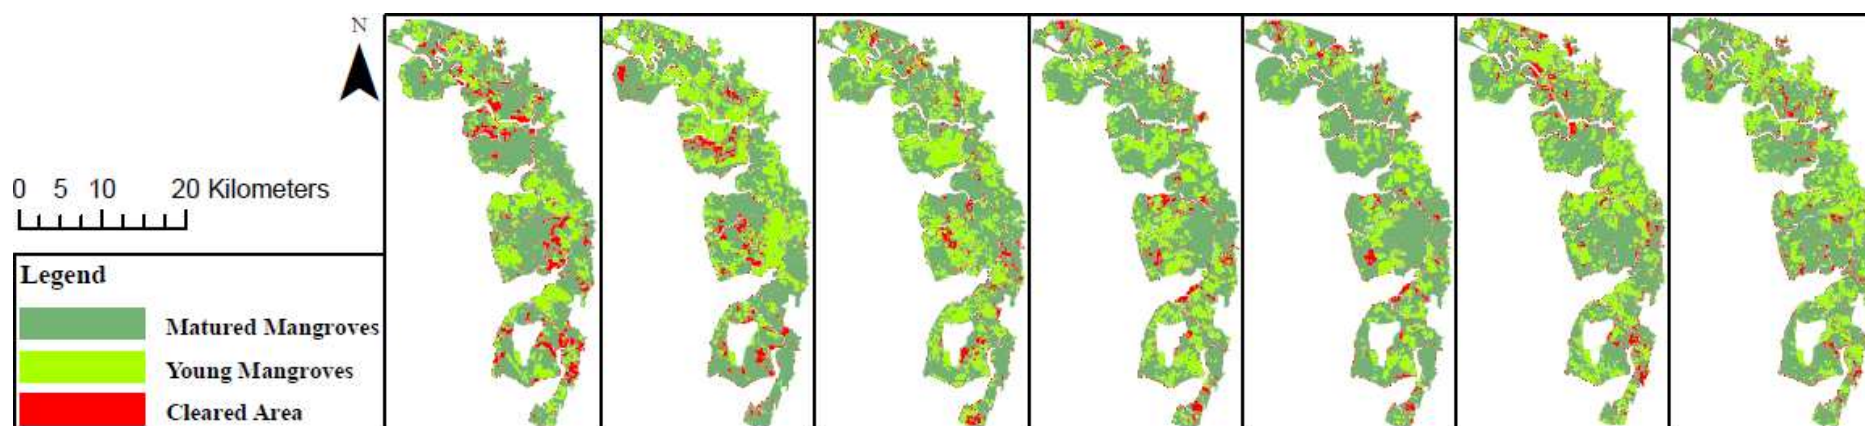 N
0 5 10 20 Kilometers
Legend
Matured Mangroves
Young Mangroves
Cleared Area